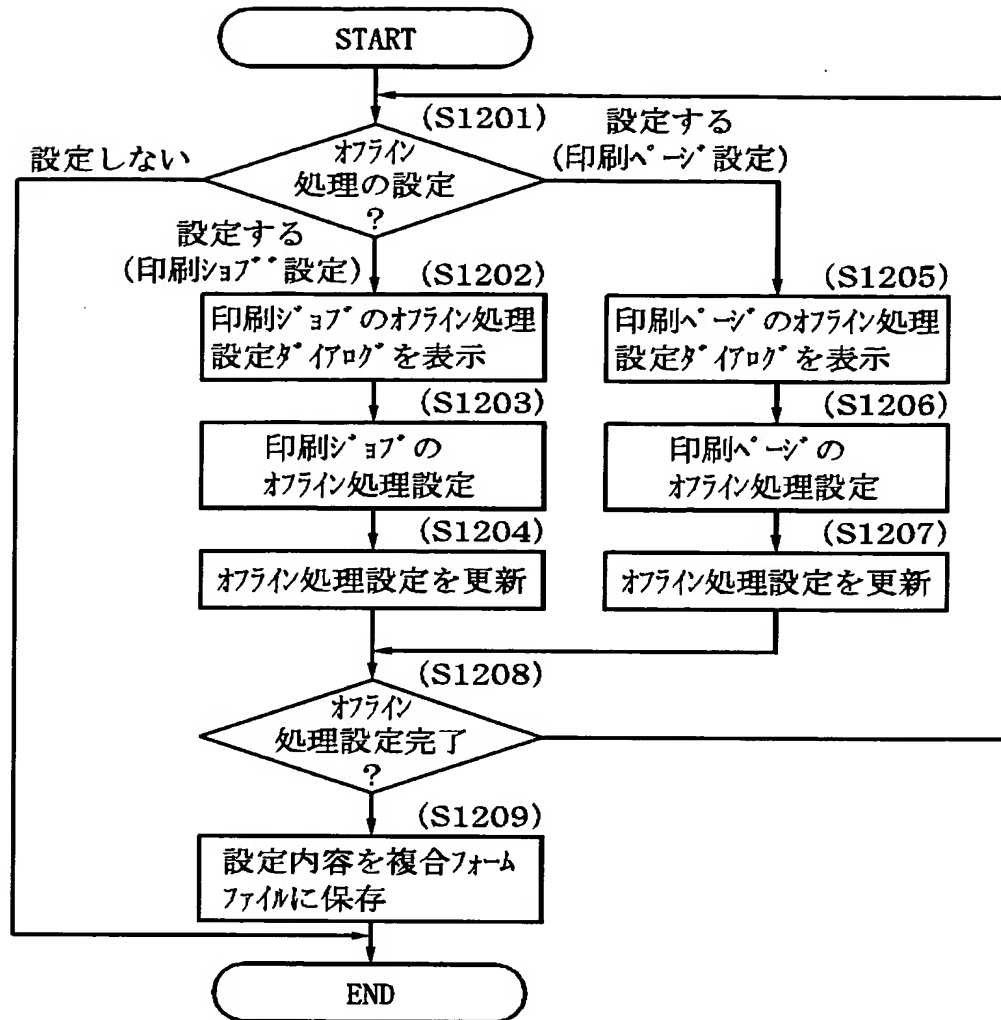 START
(S1201)
設定する
(印刷ページ設定)
設定しない
オフライン
処理の設定
?
設定する
(印刷ショブ゛設定)
(S1202)
印刷ジョブのオフライン処理
設定ダイアログを表示
(S1205)
印刷ページのオフライン処理
設定ダイアログを表示
(S1203)
印刷ジョブの
オフライン処理設定
(S1206)
印刷ページの
オフライン処理設定
(S1204)
オフライン処理設定を更新
(S1207)
オフライン処理設定を更新
(S1208)
オフライン
処理設定完了
?
(S1209)
設定内容を複合フォーム
ファイルに保存
END